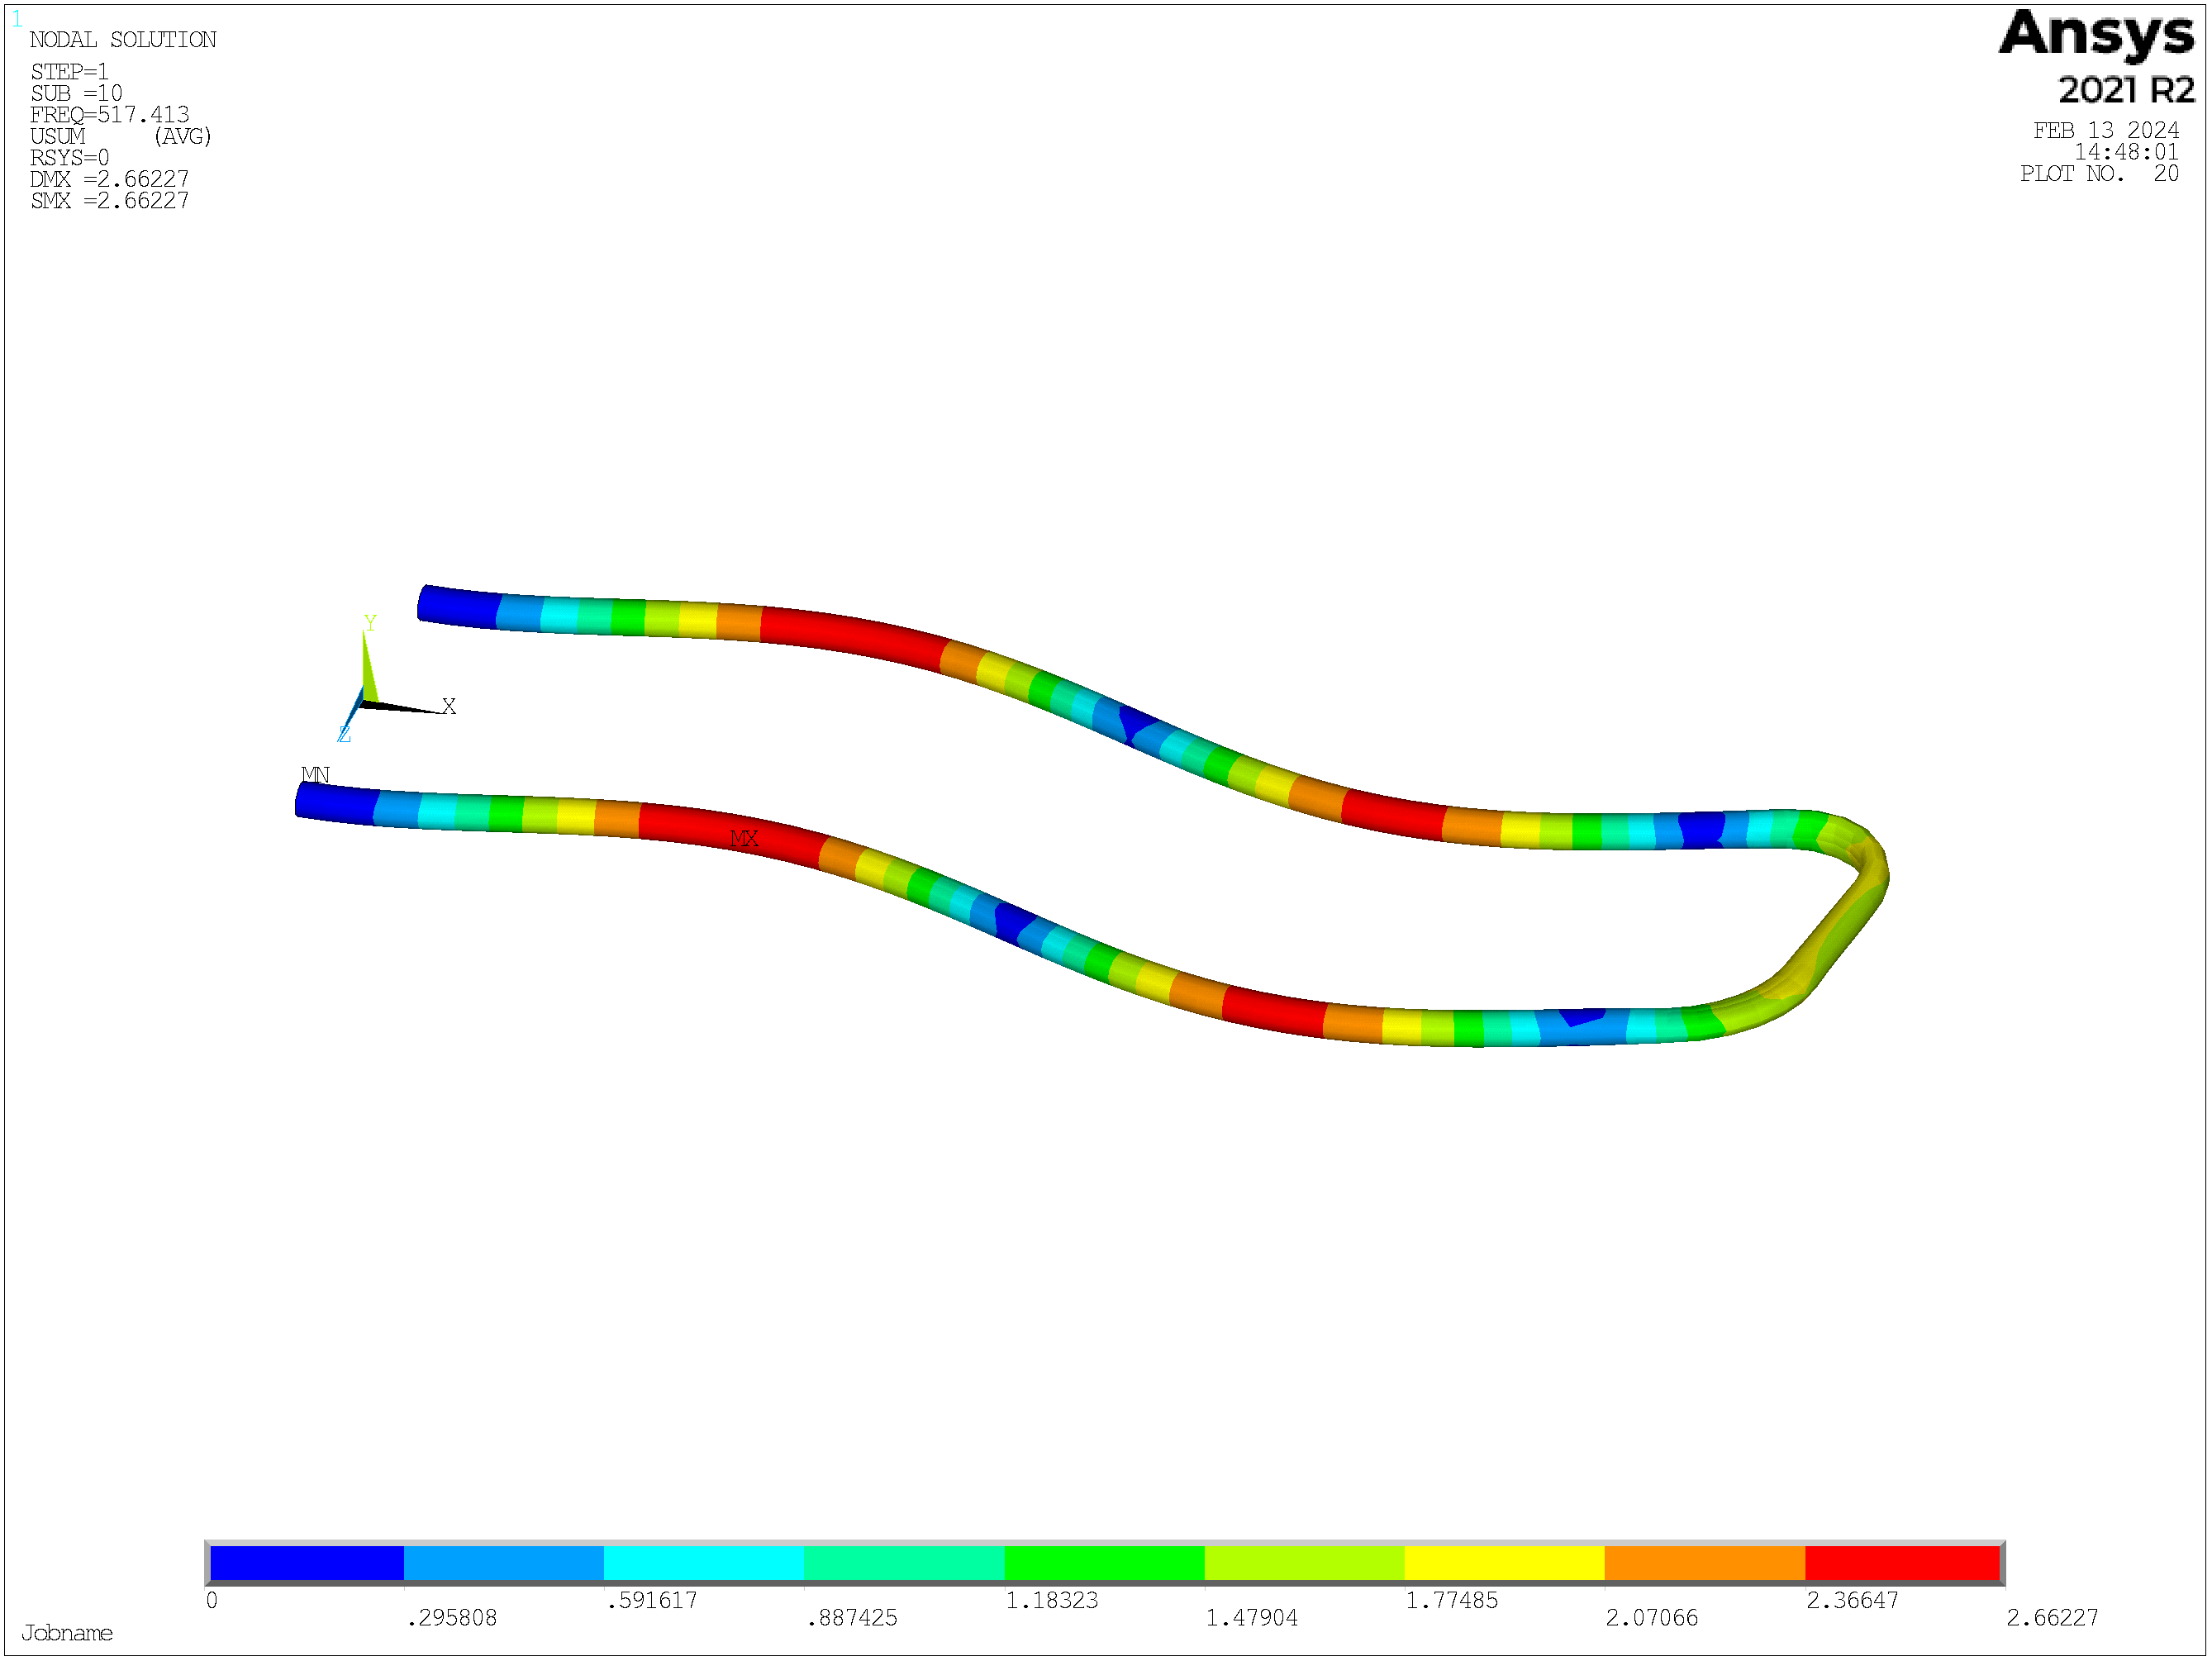 1
NODAL SOLUTION
STEP=1
SUB =10
FREQ=517.413
USUM (AVG)
RSYS=0
DMX =2.66227
SMX =2.66227
Ansys
2021 R2
FEB 13 2024
14:48:01
PLOT NO. 20
Y
X
Z
MN
MX
0
.295808
.591617
.887425
1.18323
1.47904
1.77485
2.07066
2.36647
2.66227
Jobname